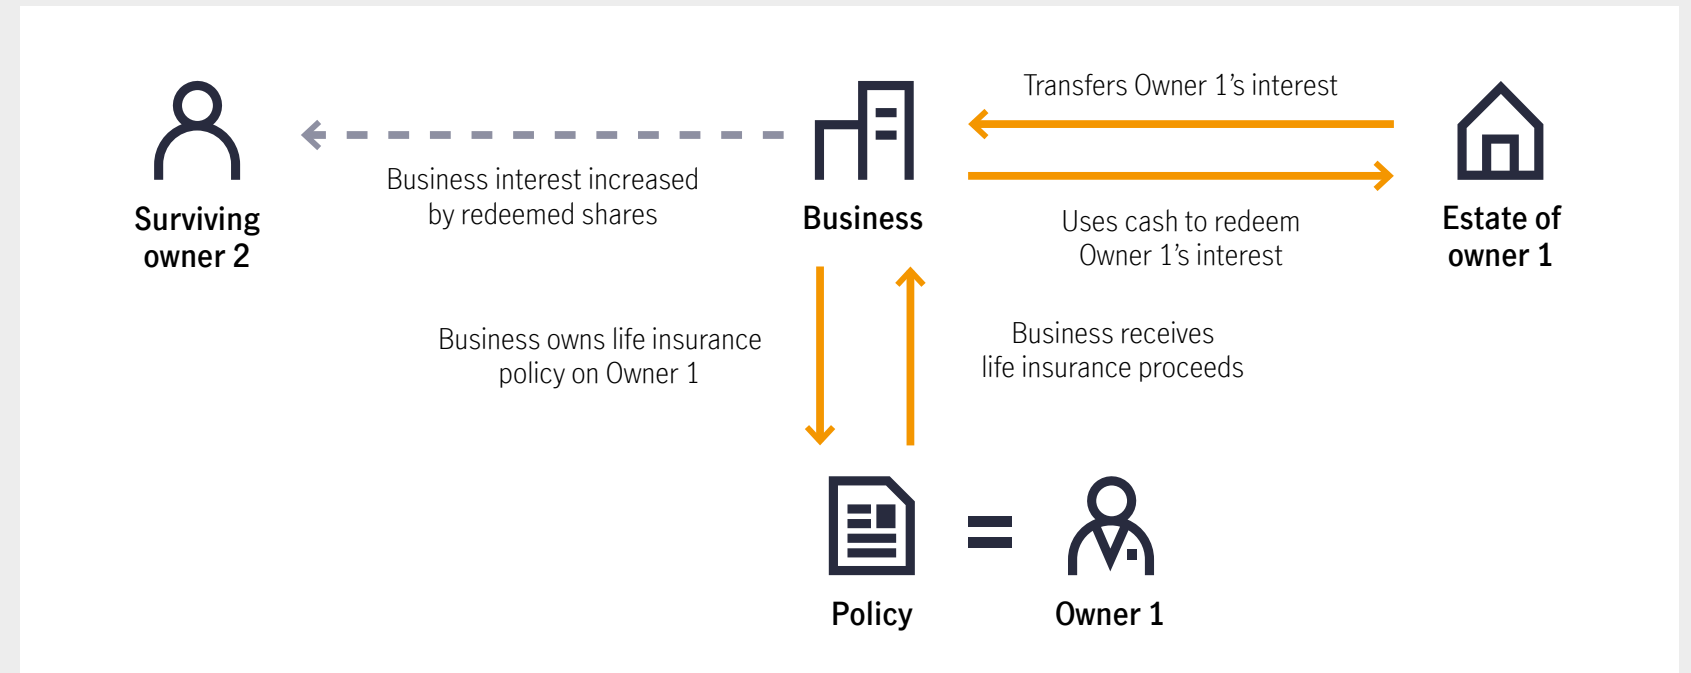 Transfers Owner 1’s interest
Business interest increased
by redeemed shares
Surviving
owner 2
Business
Uses cash to redeem
Owner 1’s interest
Estate of
owner 1
Business owns life insurance
policy on Owner 1
Business receives
life insurance proceeds
Policy
=
Owner 1